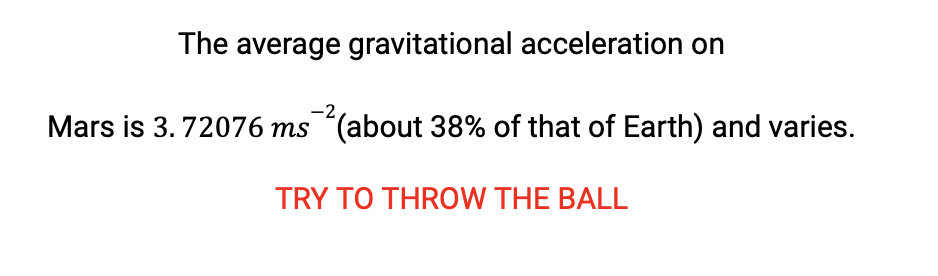 The average gravitational acceleration on
Mars is 3.72076 ms⁻²(about 38% of that of Earth) and varies.
TRY TO THROW THE BALL